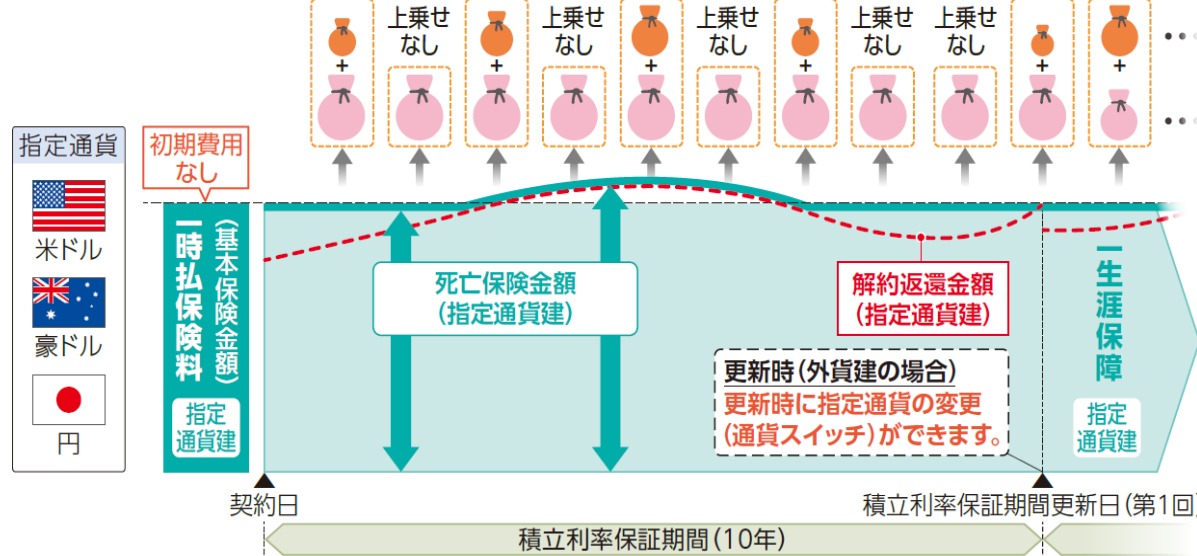 上乗せ
なし
上乗せ
なし
上乗せ
なし
上乗せ
なし
上乗せ
なし
+
+
+
+
+
+
•••
•••
指定通貨
米ドル
豪ドル
円
初期費用
なし
一時払保険料
(基本保険金額)
指定
通貨建
死亡保険金額
(指定通貨建)
解約返還金額
(指定通貨建)
更新時(外貨建の場合)
更新時に指定通貨の変更
(通貨スイッチ)ができます。
一生涯保障
指定
通貨建
契約日
積立利率保証期間更新日(第1回)
積立利率保証期間(10年)